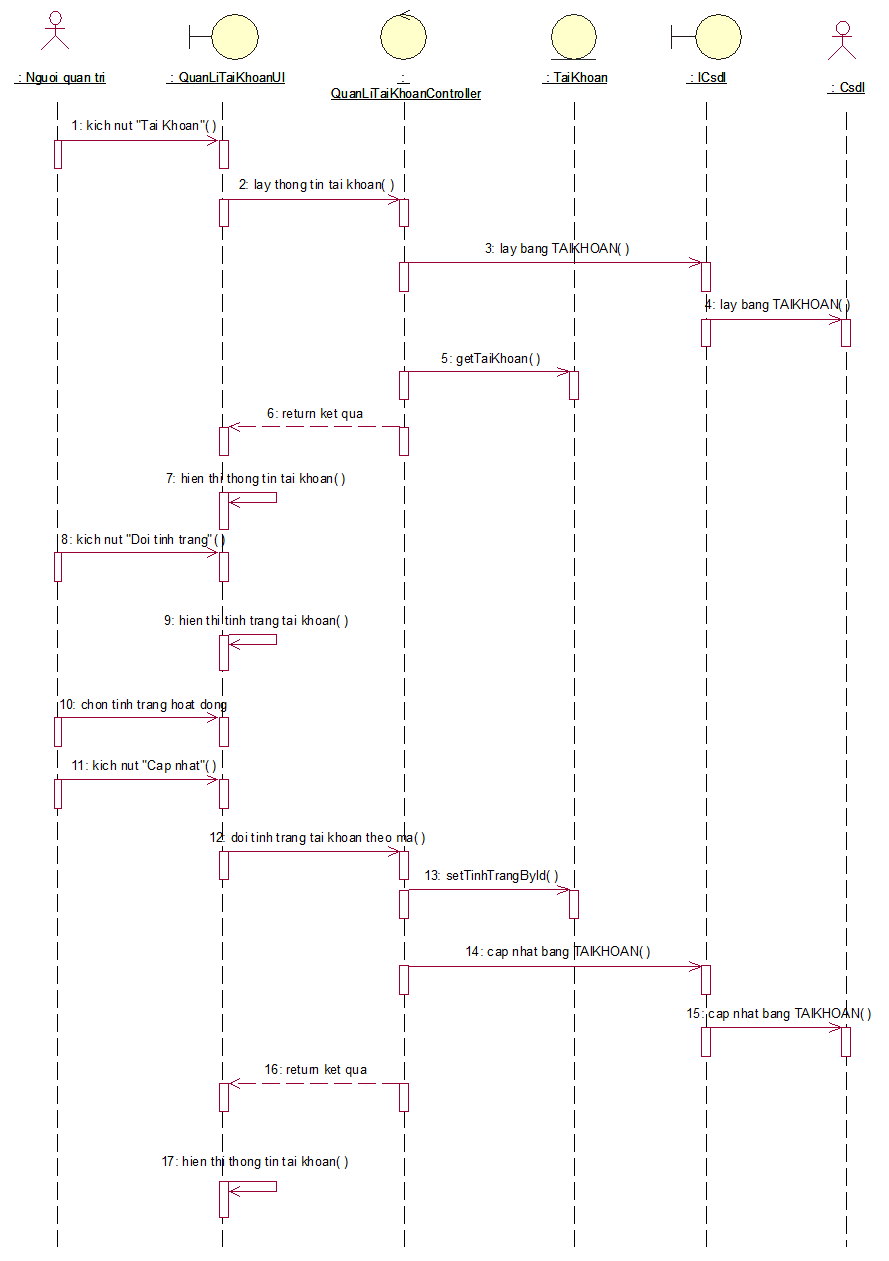 : Nguoi quan tri
: QuanLiTaiKhoanUI
:
QuanLiTaiKhoanController
: TaiKhoan
: ICsdl
: Csdl
1: kich nut "Tai Khoan"( )
2: lay thong tin tai khoan( )
3: lay bang TAIKHOAN( )
4: lay bang TAIKHOAN( )
5: getTaiKhoan( )
6: return ket qua
7: hien thi thong tin tai khoan( )
8: kich nut "Doi tinh trang"( )
9: hien thi tinh trang tai khoan( )
10: chon tinh trang hoat dong
11: kich nut "Cap nhat"( )
12: doi tinh trang tai khoan theo ma( )
13: setTinhTrangById( )
14: cap nhat bang TAIKHOAN( )
15: cap nhat bang TAIKHOAN( )
16: return ket qua
17: hien thi thong tin tai khoan( )